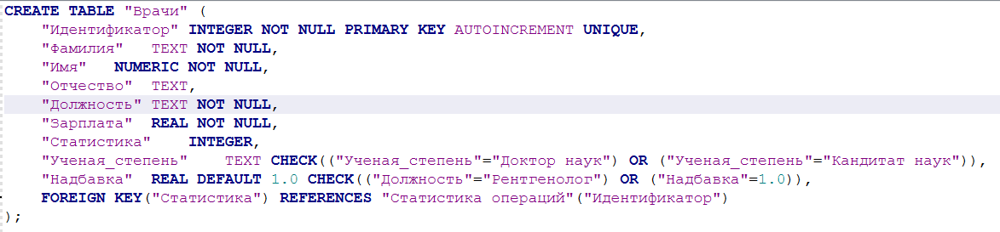 CREATE TABLE "Врачи" (
"Идентификатор" INTEGER NOT NULL PRIMARY KEY AUTOINCREMENT UNIQUE,
"Фамилия" TEXT NOT NULL,
"Имя" NUMERIC NOT NULL,
"Отчество" TEXT,
"Должность" TEXT NOT NULL,
"Зарплата" REAL NOT NULL,
"Статистика" INTEGER,
"Ученая_степень" TEXT CHECK(("Ученая_степень"="Доктор наук") OR ("Ученая_степень"="Кандитат наук")),
"Надбавка" REAL DEFAULT 1.0 CHECK(("Должность"="Рентгенолог") OR ("Надбавка"=1.0)),
FOREIGN KEY("Статистика") REFERENCES "Статистика операций"("Идентификатор")
);